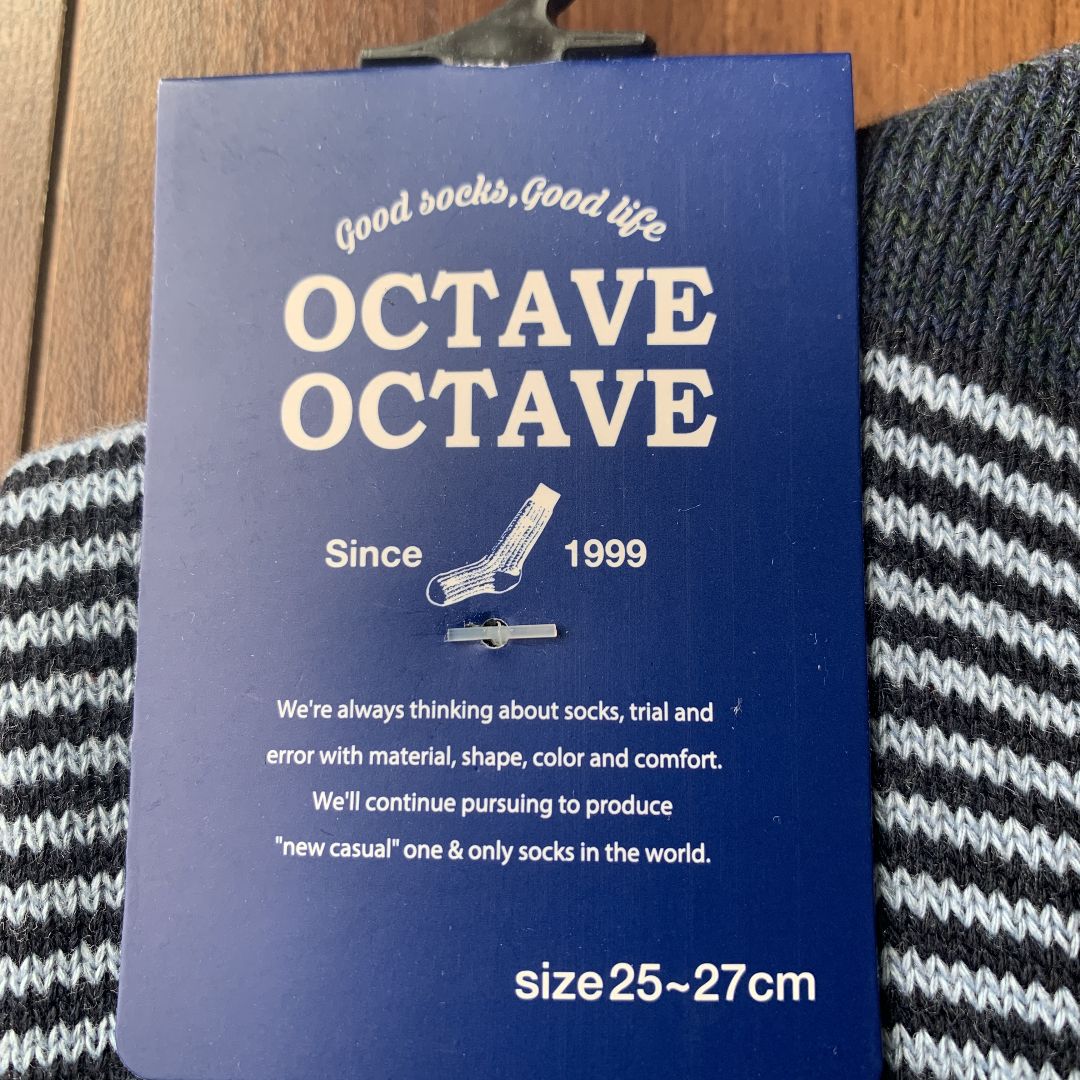 Good socks,Good life
OCTAVE
OCTAVE
Since 1999
We're always thinking about socks, trial and
error with material, shape, color and comfort.
We'll continue pursuing to produce
"new casual" one & only socks in the world.
size25~27cm